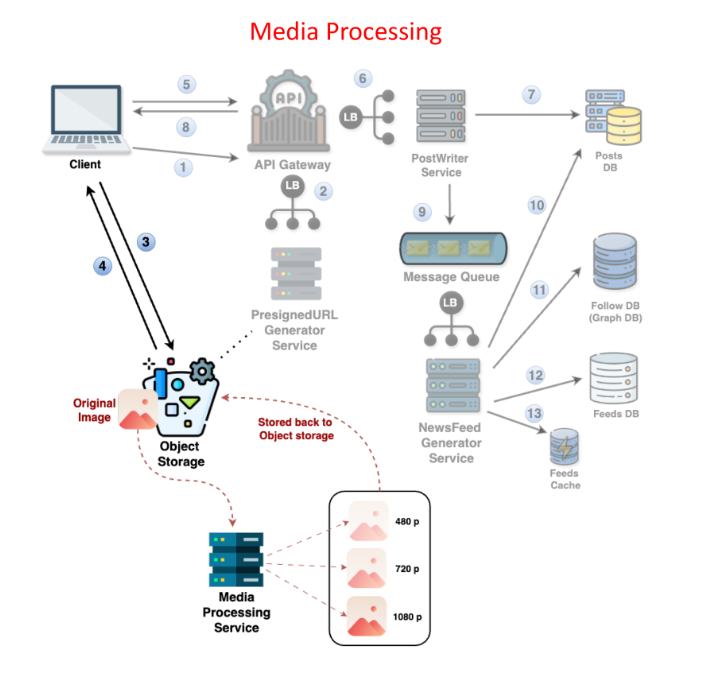 Media Processing
5
6
API
8
LB
7
1
Client
API Gateway
PostWriter
Service
Posts
DB
LB
2
9
10
4
3
Message Queue
PresignedURL
Generator
Service
LB
11
Follow DB
(Graph DB)
12
13
Feeds DB
Original
Image
Stored back to
Object storage
NewsFeed
Generator
Service
Object
Storage
Feeds
Cache
480 p
720 p
1080 p
Media
Processing
Service